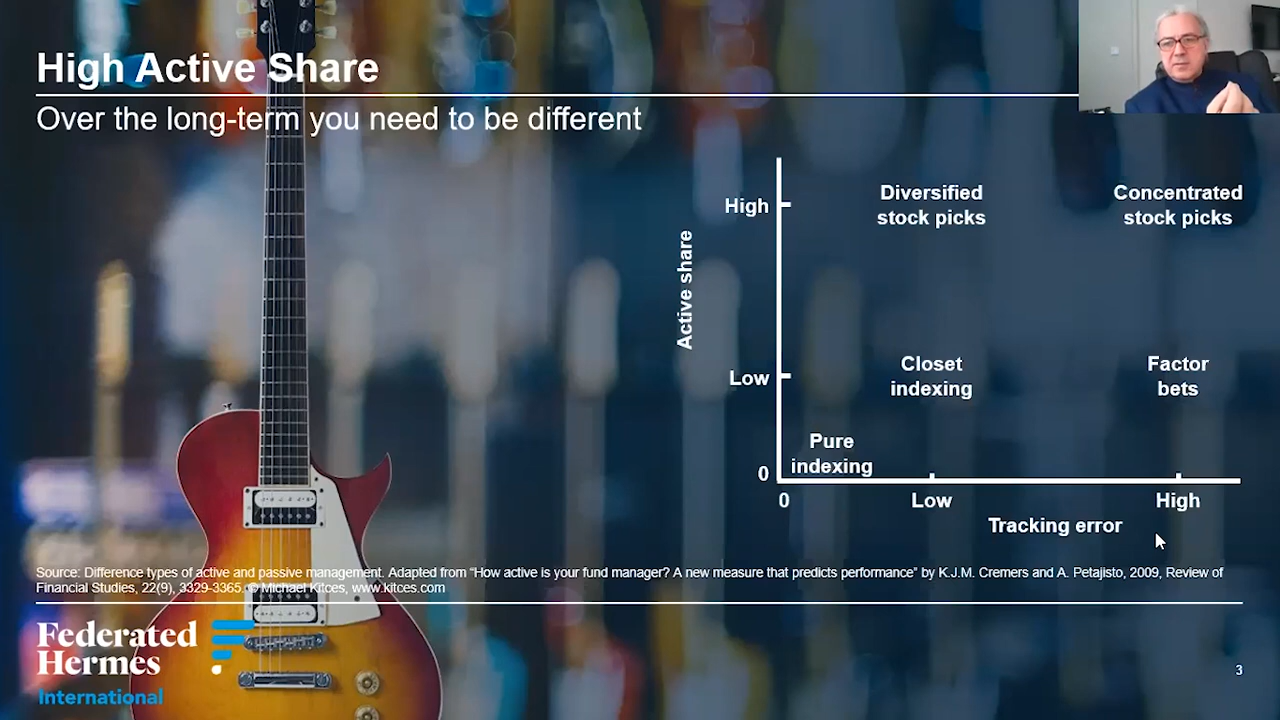 High Active Share
Over the long-term you need to be different
Active share
High
Low
0
Diversified
stock picks
Concentrated
stock picks
Closet
indexing
Factor
bets
Pure
indexing
0
Low
High
Tracking error
Source: Difference types of active and passive management. Adapted from “How active is your fund manager? A new measure that predicts performance” by K.J.M. Cremers and A. Petajisto, 2009, Review of
Financial Studies, 22(9), 3329-3365. © Michael Kitces, www.kitces.com
Federated
Hermes
International
3